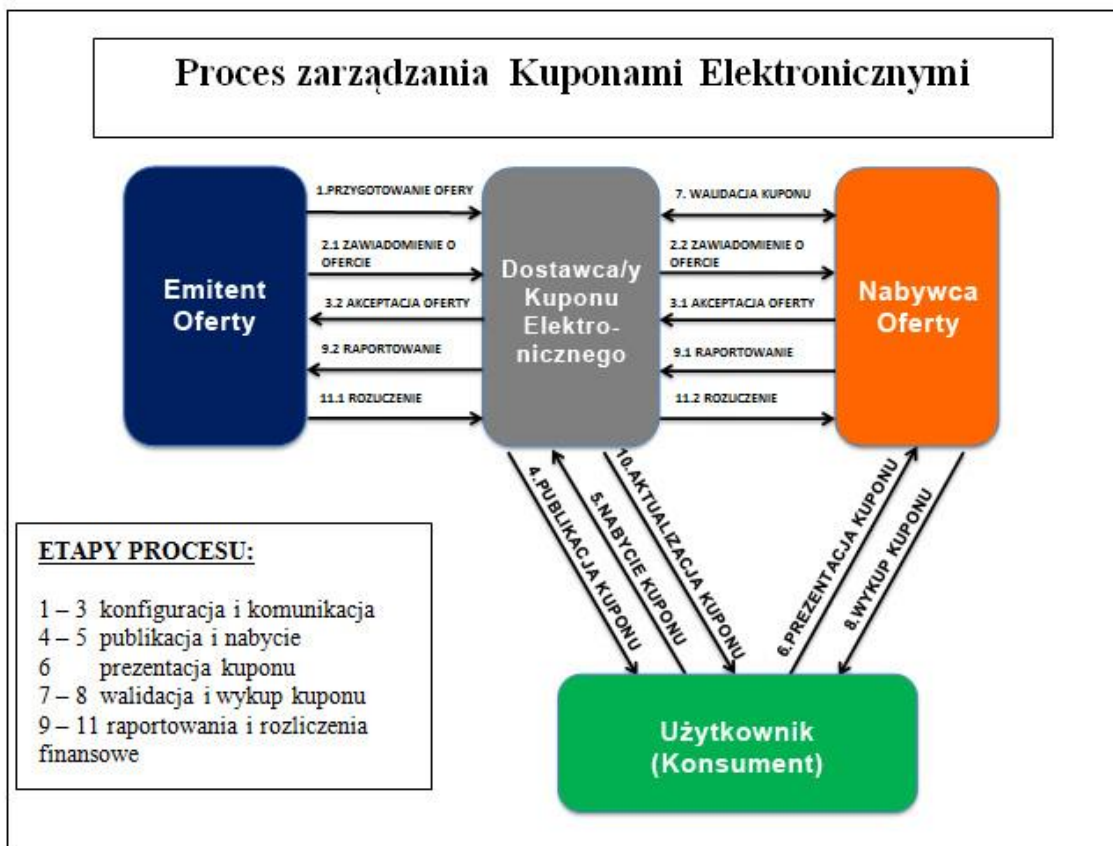 Proces zarządzania Kuponami Elektronicznymi
Emitent
Oferty
1.PRZYGOTOWANIE OFERY
2.1 ZAWIADOMIENIE O
OFERCIE
3.2 AKCEPTACJA OFERTY
9.2 RAPORTOWANIE
11.1 ROZLICZENIE
Dostawca/y
Kuponu
Elektro-
nicznego
7. WALIDACJA KUPONU
2.2 ZAWIADOMIENIE O
OFERCIE
3.1 AKCEPTACJA OFERTY
9.1 RAPORTOWANIE
11.2 ROZLICZENIE
Nabywca
Oferty
4.PUBLIKACJA KUPONU
5.NABYCIE KUPONU
10.AKTUALIZACJA KUPONU
6.PREZENTACJA KUPONU
8.WYKUP KUPONU
ETAPY PROCESU:
1 – 3 konfiguracja i komunikacja
4 – 5 publikacja i nabycie
6 prezentacja kuponu
7 – 8 walidacja i wykup kuponu
9 – 11 raportowania i rozliczenia
finansowe
Użytkownik
(Konsument)